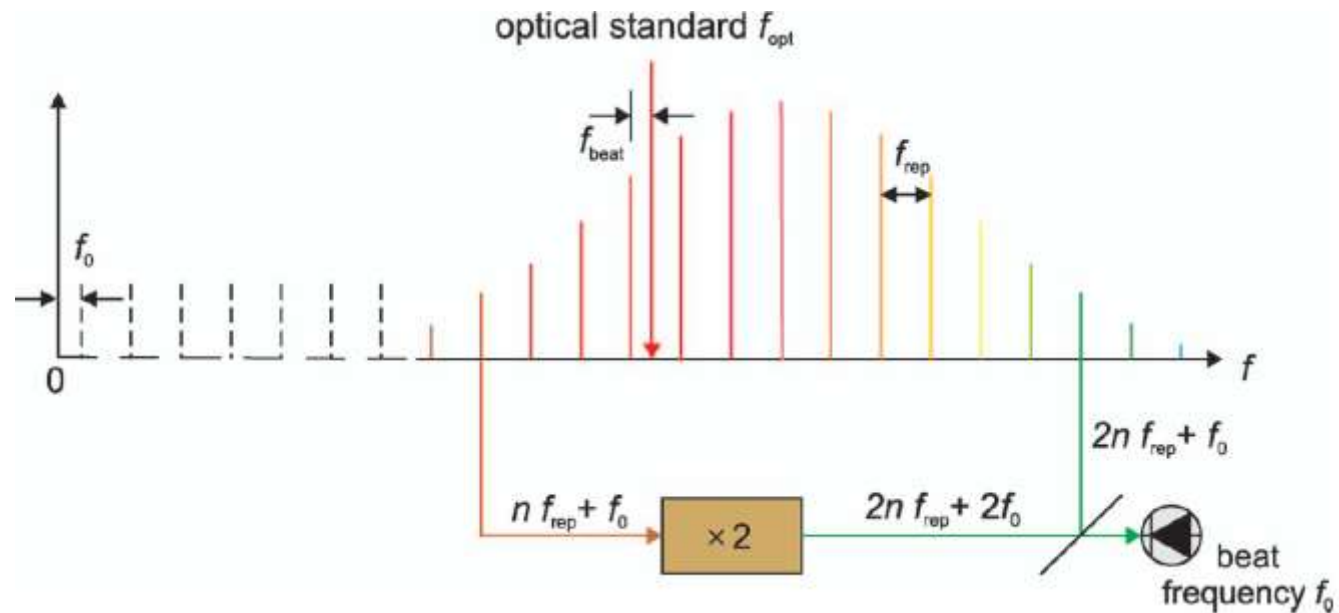 optical standard f_opt
f_beat
f_rep
f_0
0
f
2n f_rep + f_0
n f_rep + f_0
× 2
2n f_rep + 2f_0
beat
frequency f_0